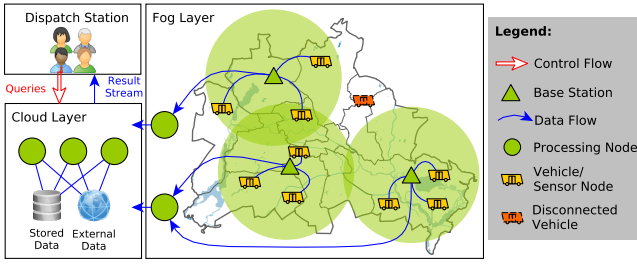 Dispatch Station
Queries
Result
Stream
Cloud Layer
Stored
Data
External
Data
Fog Layer
Legend:
Control Flow
Base Station
Data Flow
Processing Node
Vehicle/
Sensor Node
Disconnected
Vehicle